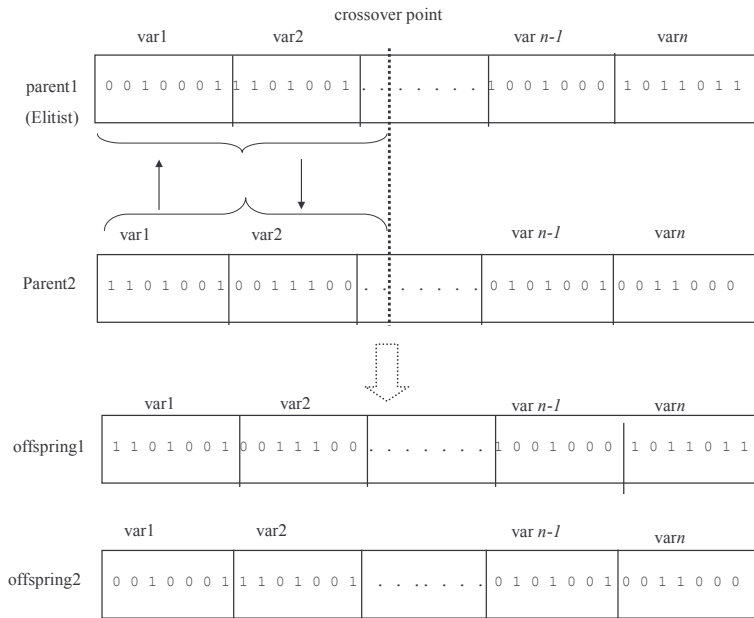 crossover point
var1 var2 var n-1 varn
parent1 0 0 1 0 0 0 1 1 1 0 1 0 0 1 . . . . . . . 1 0 0 1 0 0 0 1 0 1 1 0 1 1
(Elitist)
var1 var2 var n-1 varn
Parent2 1 1 0 1 0 0 1 0 0 1 1 1 0 0 . . . . . . . 0 1 0 1 0 0 1 0 0 1 1 0 0 0
var1 var2 var n-1 varn
offspring1 1 1 0 1 0 0 1 0 0 1 1 1 0 0 . . . . . . . 1 0 0 1 0 0 0 1 0 1 1 0 1 1
var1 var2 var n-1 varn
offspring2 0 0 1 0 0 0 1 1 1 0 1 0 0 1 . . .. . . . 0 1 0 1 0 0 1 0 0 1 1 0 0 0